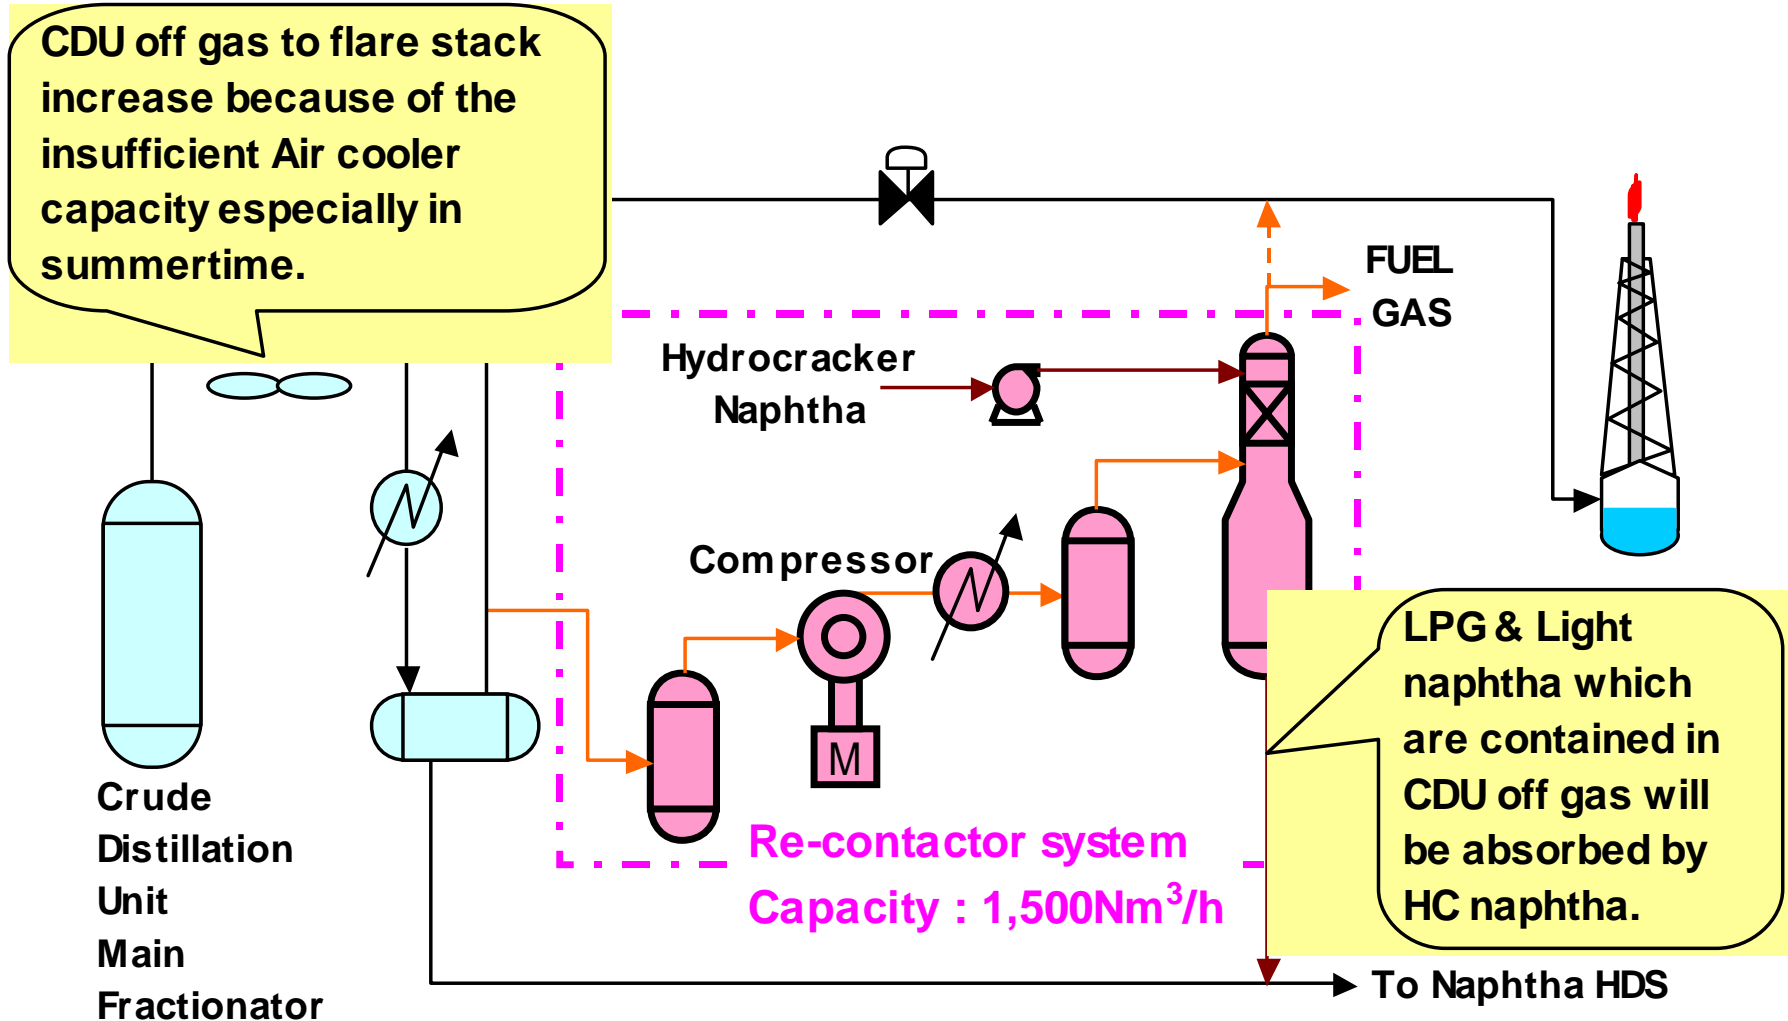 CDU off gas to flare stack
increase because of the
insufficient Air cooler
capacity especially in
summertime.
FUEL
GAS
Hydrocracker
Naphtha
Compressor
M
LPG & Light
naphtha which
are contained in
CDU off gas will
be absorbed by
HC naphtha.
Crude
Distillation
Unit
Main
Fractionator
Re-contactor system
Capacity : 1,500Nm³/h
To Naphtha HDS